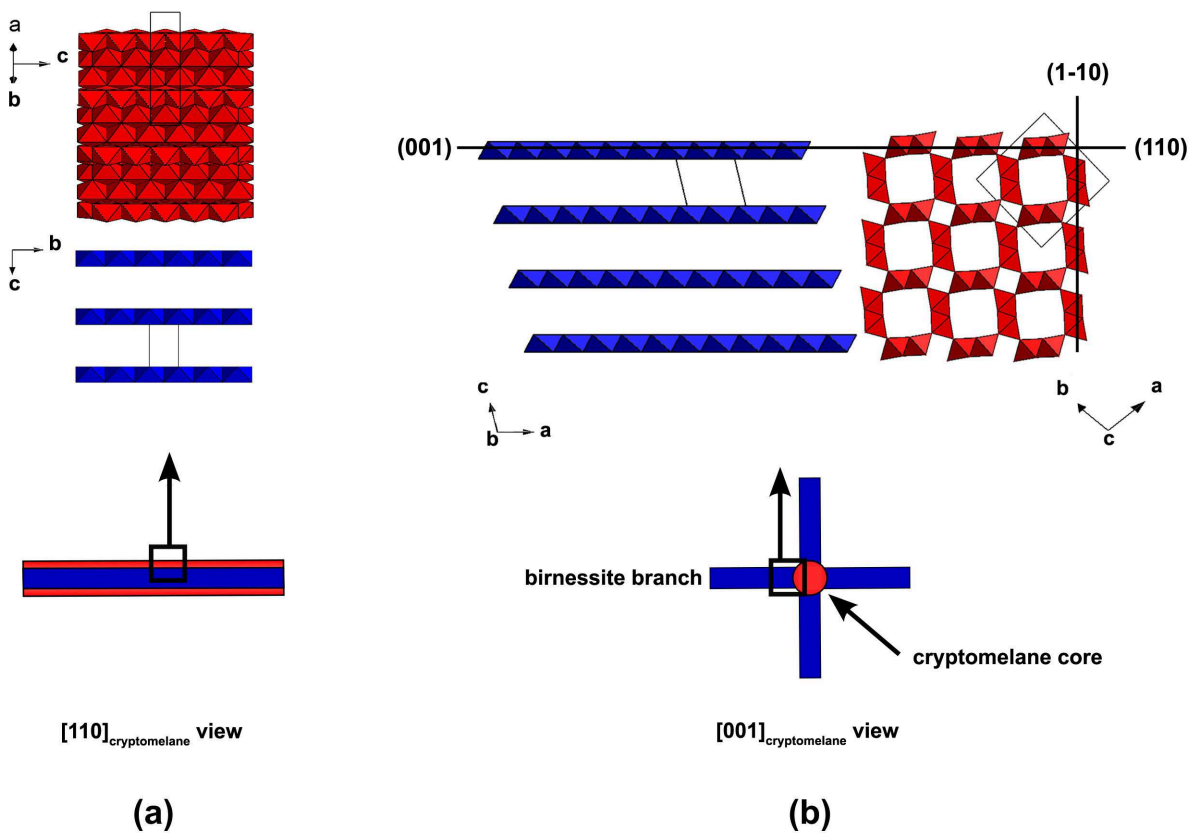 a
c
b
b
c
[110]cryptomelane view
(a)
(1-10)
(001)
(110)
c
b
a
b
a
c
birnessite branch
cryptomelane core
[001]cryptomelane view
(b)